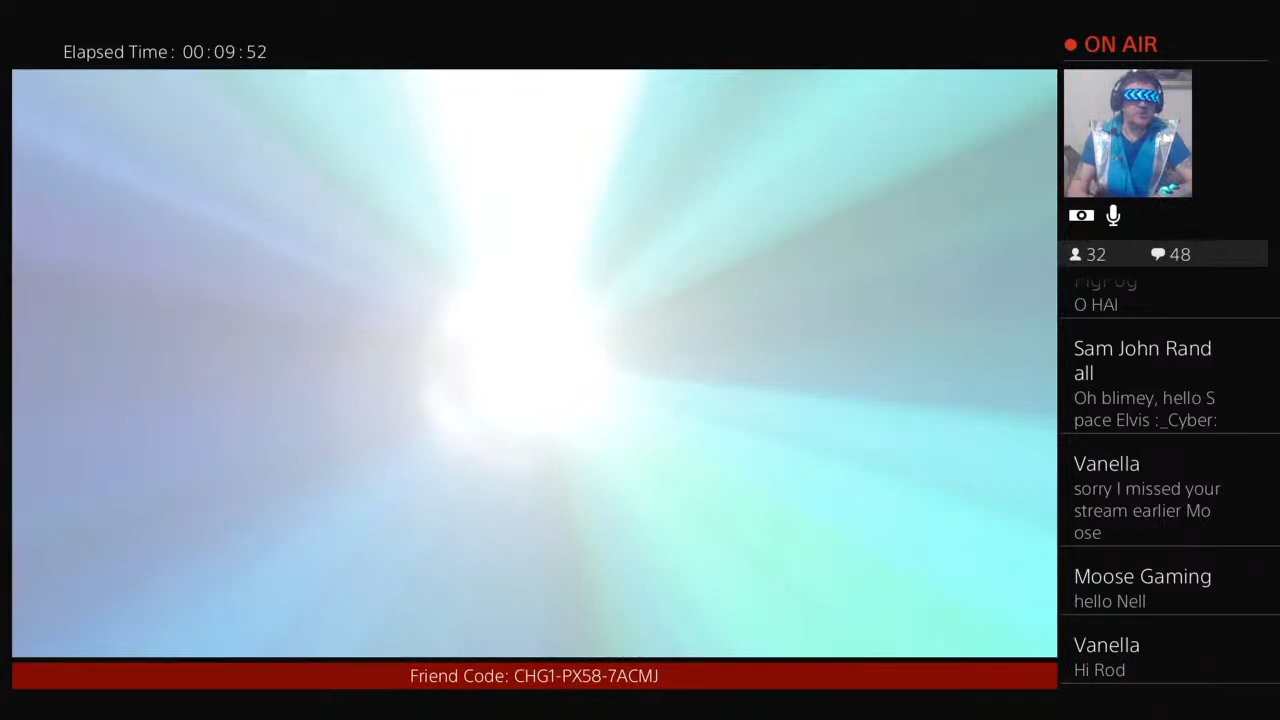 Elapsed Time: 00:09:52
ON AIR
32 48
PigPog
O HAI
Sam John Rand
all
Oh blimey, hello S
pace Elvis :_Cyber:
Vanella
sorry I missed your
stream earlier Mo
ose
Moose Gaming
hello Nell
Vanella
Hi Rod
Friend Code: CHG1-PX58-7ACMJ